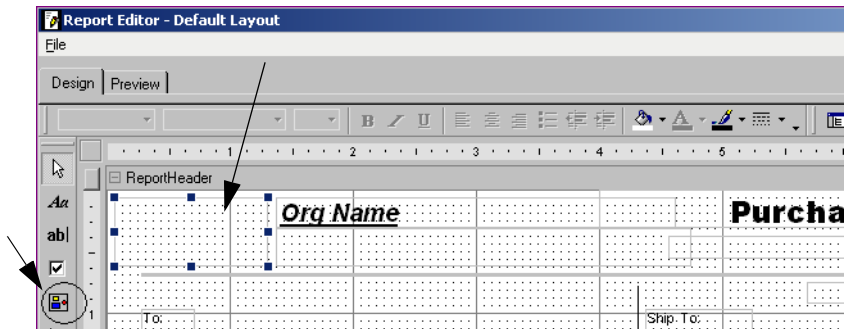 Report Editor - Default Layout
File
Design Preview
B I U A
1 2 3 4 5
ReportHeader
Aa
Org Name
Purcha
ab|
1
To:
Ship To: